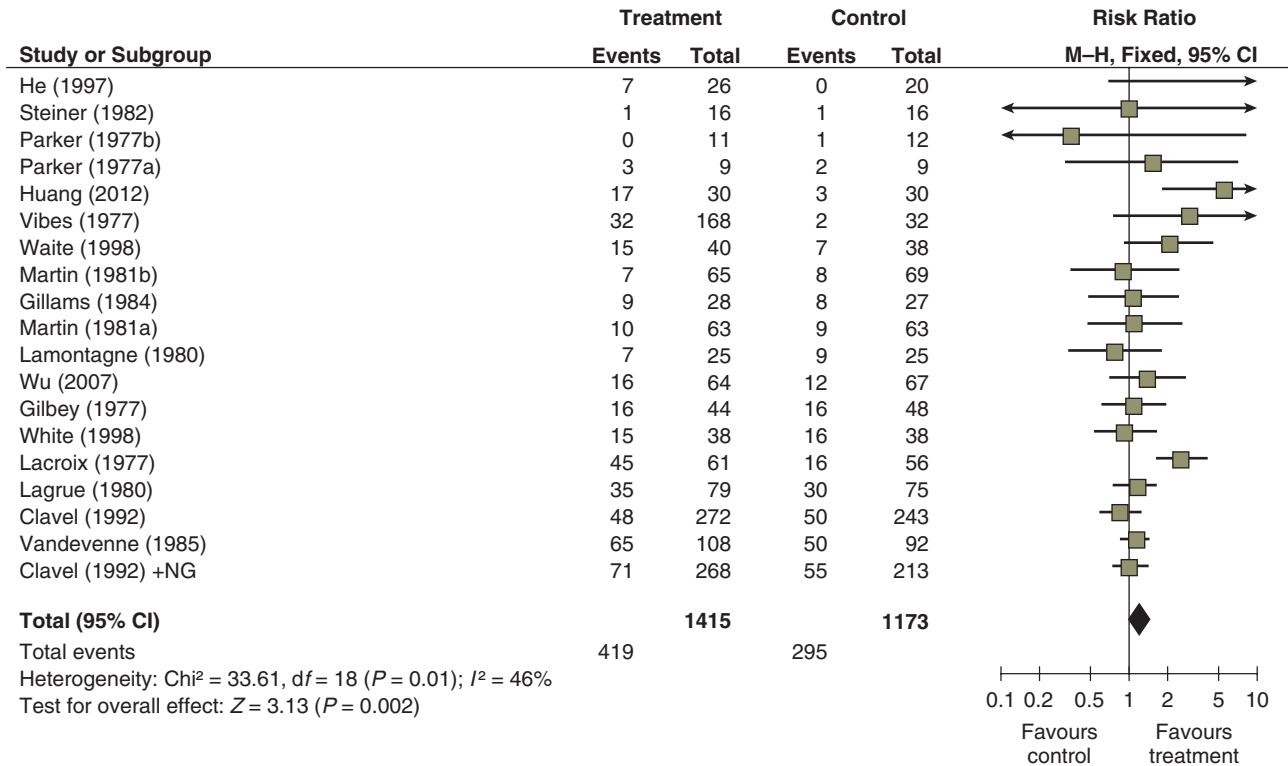 Treatment Control Risk Ratio
Study or Subgroup Events Total Events Total M–H, Fixed, 95% CI
He (1997) 7 26 0 20
Steiner (1982) 1 16 1 16
Parker (1977b) 0 11 1 12
Parker (1977a) 3 9 2 9
Huang (2012) 17 30 3 30
Vibes (1977) 32 168 2 32
Waite (1998) 15 40 7 38
Martin (1981b) 7 65 8 69
Gillams (1984) 9 28 8 27
Martin (1981a) 10 63 9 63
Lamontagne (1980) 7 25 9 25
Wu (2007) 16 64 12 67
Gilbey (1977) 16 44 16 48
White (1998) 15 38 16 38
Lacroix (1977) 45 61 16 56
Lagrue (1980) 35 79 30 75
Clavel (1992) 48 272 50 243
Vandevenne (1985) 65 108 50 92
Clavel (1992) +NG 71 268 55 213
Total (95% CI) 1415 1173
Total events 419 295
Heterogeneity: Chi² = 33.61, df = 18 (P = 0.01); I² = 46%
Test for overall effect: Z = 3.13 (P = 0.002)
0.1 0.2 0.5 1 2 5 10
Favours Favours
control treatment